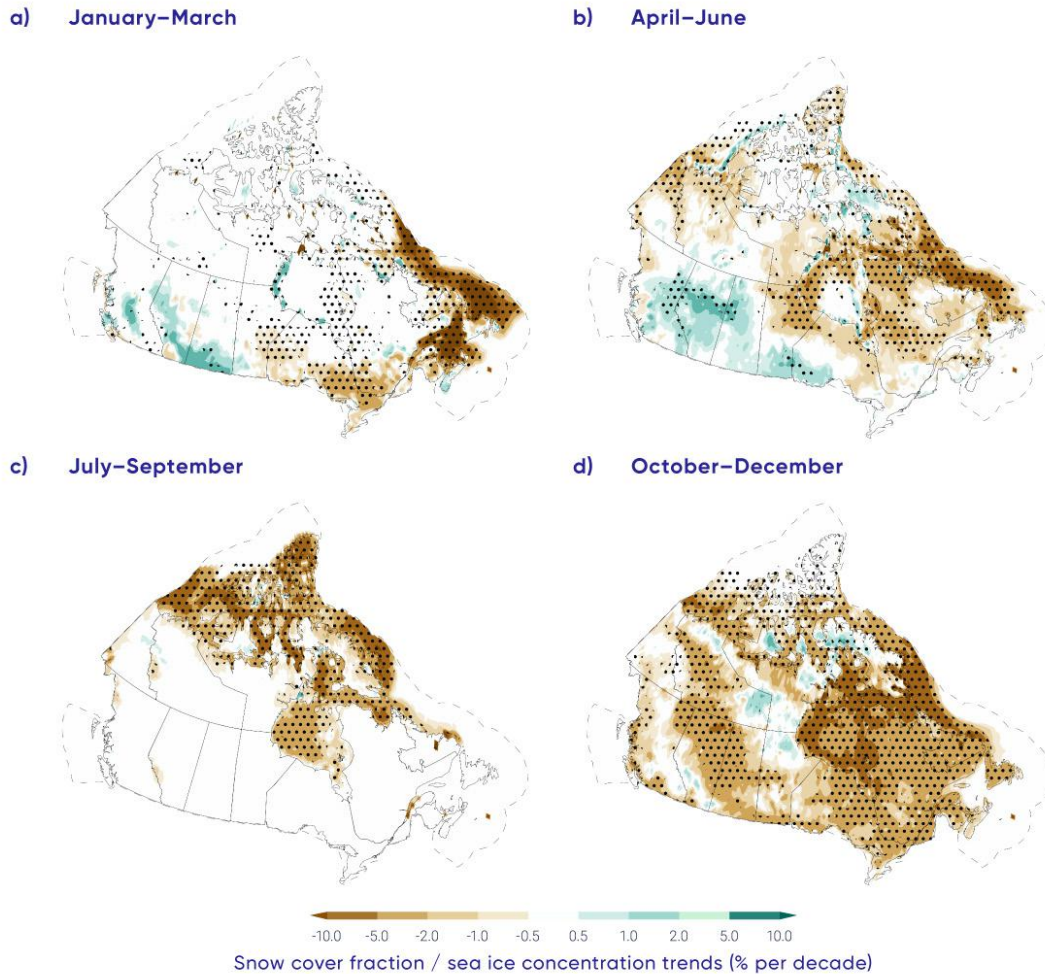 a) January–March
b) April–June
c) July–September
d) October–December
-10.0 -5.0 -2.0 -1.0 -0.5 0.5 1.0 2.0 5.0 10.0
Snow cover fraction / sea ice concentration trends (% per decade)